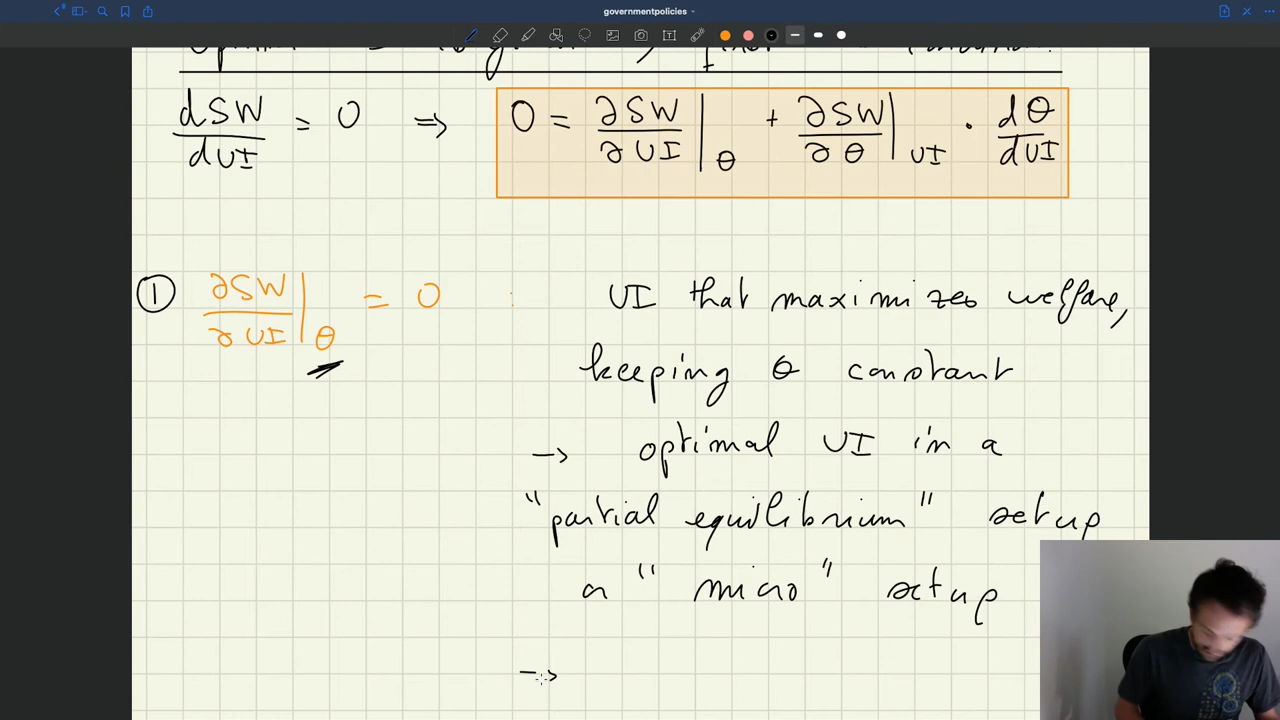 governmentpolicies
dSW/dUI = 0 ⇒ 0 = ∂SW/∂UI |θ + ∂SW/∂θ |UI · dθ/dUI
① ∂SW/∂UI |θ = 0 : UI that maximizes welfare,
keeping θ constant
→ optimal UI in a
"partial equilibrium" setup
a "micro" setup
→